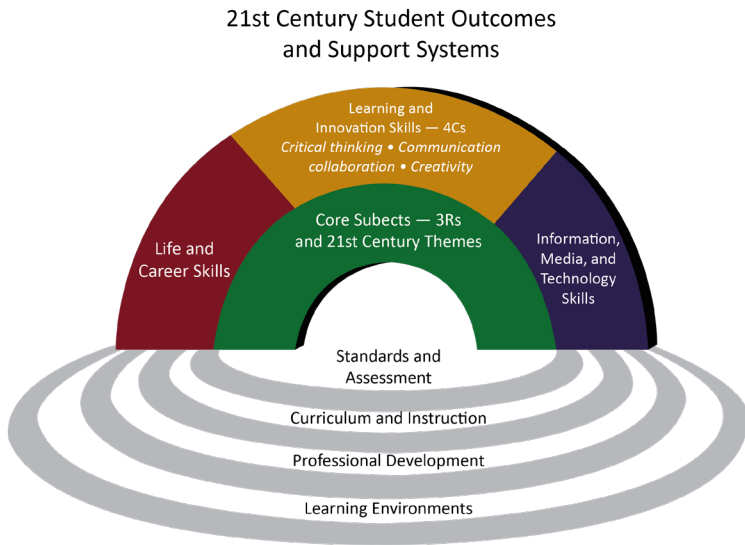 21st Century Student Outcomes
and Support Systems
Learning and
Innovation Skills — 4Cs
Critical thinking • Communication
collaboration • Creativity
Core Subects — 3Rs
and 21st Century Themes
Life and
Career Skills
Information,
Media, and
Technology
Skills
Standards and
Assessment
Curriculum and Instruction
Professional Development
Learning Environments